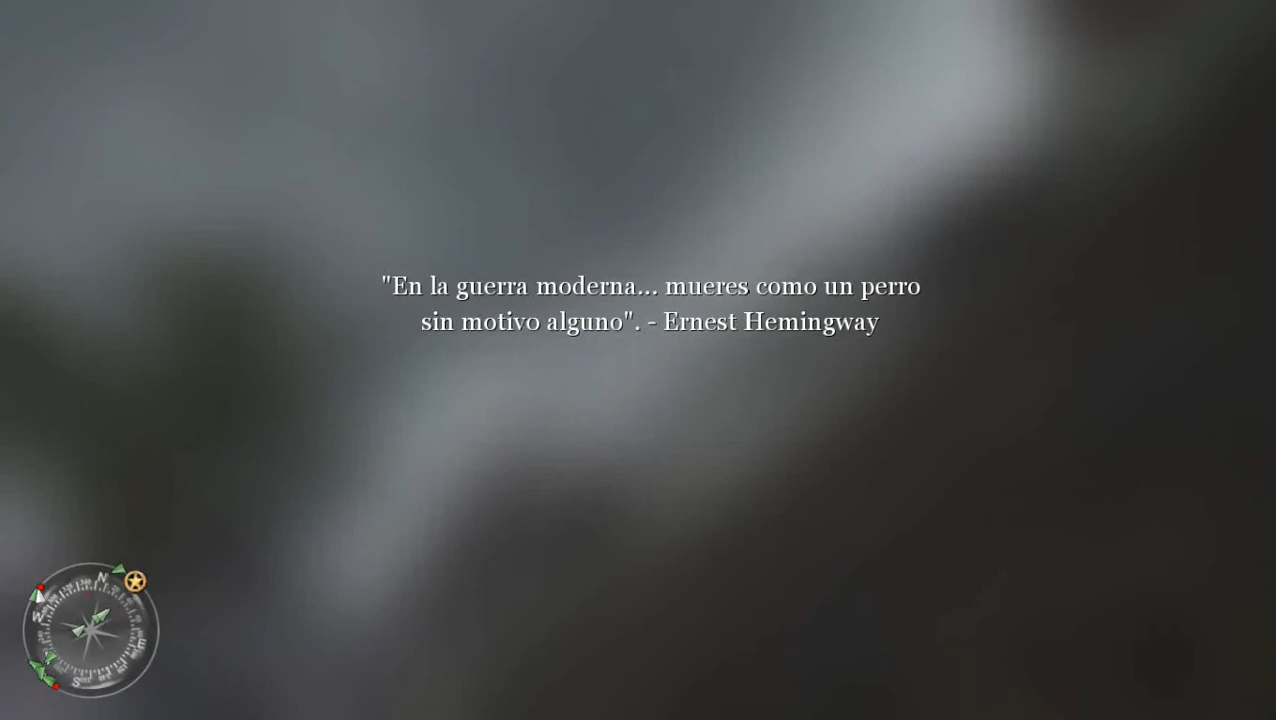 "En la guerra moderna... mueres como un perro
sin motivo alguno". - Ernest Hemingway
N
W
E
S